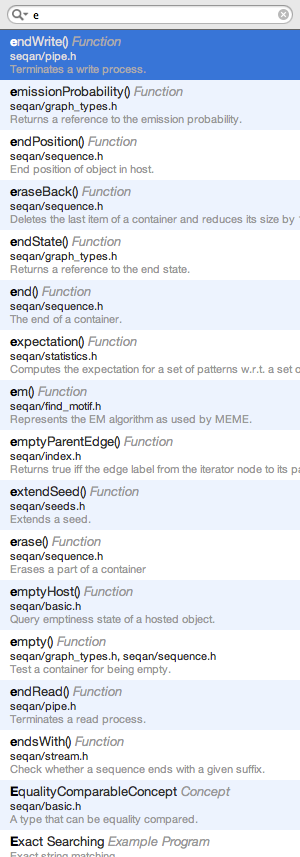 e
endWrite() Function
seqan/pipe.h
Terminates a write process.
emissionProbability() Function
seqan/graph_types.h
Returns a reference to the emission probability.
endPosition() Function
seqan/sequence.h
End position of object in host.
eraseBack() Function
seqan/sequence.h
Deletes the last item of a container and reduces its size by
endState() Function
seqan/graph_types.h
Returns a reference to the end state.
end() Function
seqan/sequence.h
The end of a container.
expectation() Function
seqan/statistics.h
Computes the expectation for a set of patterns w.r.t. a set
em() Function
seqan/find_motif.h
Represents the EM algorithm as used by MEME.
emptyParentEdge() Function
seqan/index.h
Returns true iff the edge label from the iterator node to its
extendSeed() Function
seqan/seeds.h
Extends a seed.
erase() Function
seqan/sequence.h
Erases a part of a container
emptyHost() Function
seqan/basic.h
Query emptiness state of a hosted object.
empty() Function
seqan/graph_types.h, seqan/sequence.h
Test a container for being empty.
endRead() Function
seqan/pipe.h
Terminates a read process.
endsWith() Function
seqan/stream.h
Check whether a sequence ends with a given suffix.
EqualityComparableConcept Concept
seqan/basic.h
A type that can be equality compared.
Exact Searching Example Program
Exact string matching